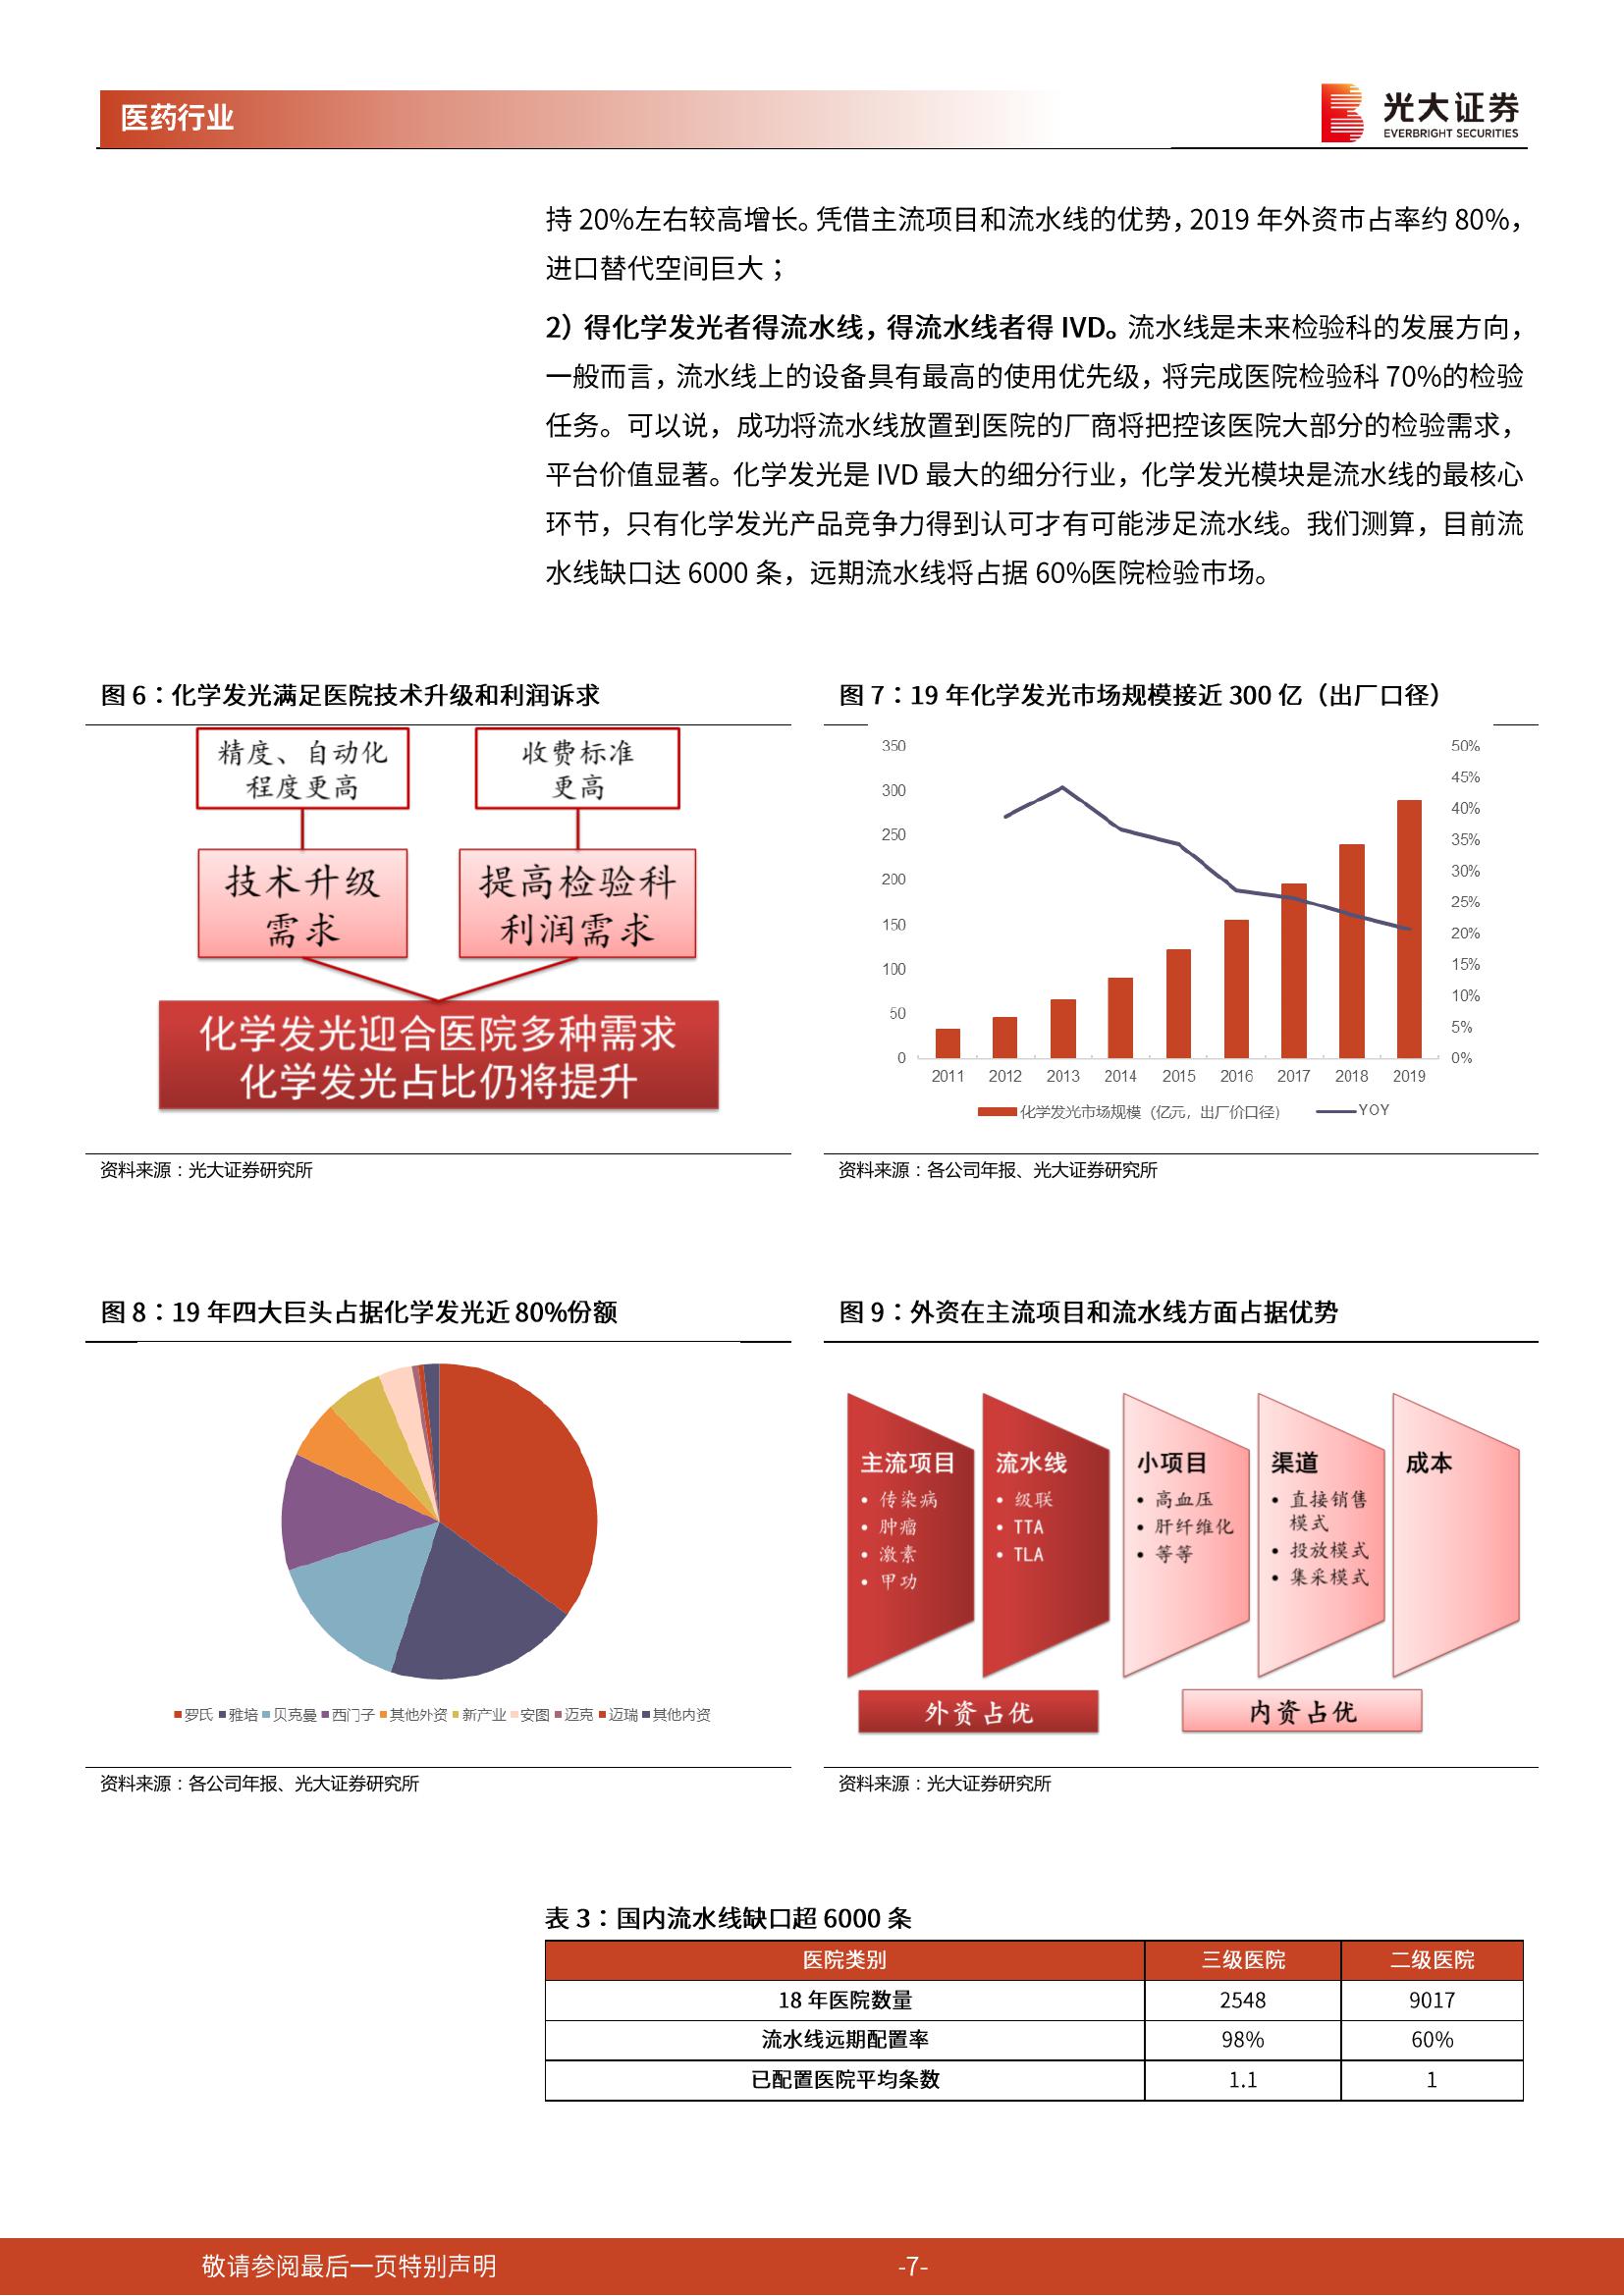 医药行业
光大证券
EVERBRIGHT SECURITIES
持 20%左右较高增长。凭借主流项目和流水线的优势，2019 年外资市占率约 80%，
进口替代空间巨大；
2）得化学发光者得流水线，得流水线者得 IVD。流水线是未来检验科的发展方向，
一般而言，流水线上的设备具有最高的使用优先级，将完成医院检验科 70%的检验
任务。可以说，成功将流水线放置到医院的厂商将把控该医院大部分的检验需求，
平台价值显著。化学发光是 IVD 最大的细分行业，化学发光模块是流水线的最核心
环节，只有化学发光产品竞争力得到认可才有可能涉足流水线。我们测算，目前流
水线缺口达 6000 条，远期流水线将占据 60%医院检验市场。
图 6：化学发光满足医院技术升级和利润诉求
精度、自动化
程度更高
收费标准
更高
技术升级
需求
提高检验科
利润需求
化学发光迎合医院多种需求
化学发光占比仍将提升
资料来源：光大证券研究所
图 7：19 年化学发光市场规模接近 300 亿（出厂口径）
350
300
250
200
150
100
50
0
50%
45%
40%
35%
30%
25%
20%
15%
10%
5%
0%
2011 2012 2013 2014 2015 2016 2017 2018 2019
化学发光市场规模（亿元，出厂价口径） YOY
资料来源：各公司年报、光大证券研究所
图 8：19 年四大巨头占据化学发光近 80%份额
罗氏 雅培 贝克曼 西门子 其他外资 新产业 安图 迈克 迈瑞 其他内资
资料来源：各公司年报、光大证券研究所
图 9：外资在主流项目和流水线方面占据优势
主流项目
• 传染病
• 肿瘤
• 激素
• 甲功
流水线
• 级联
• TTA
• TLA
小项目
• 高血压
• 肝纤维化
• 等等
渠道
• 直接销售
模式
• 投放模式
• 集采模式
成本
外资占优
内资占优
资料来源：光大证券研究所
表 3：国内流水线缺口超 6000 条
医院类别 三级医院 二级医院
18 年医院数量 2548 9017
流水线远期配置率 98% 60%
已配置医院平均条数 1.1 1
敬请参阅最后一页特别声明 -7-